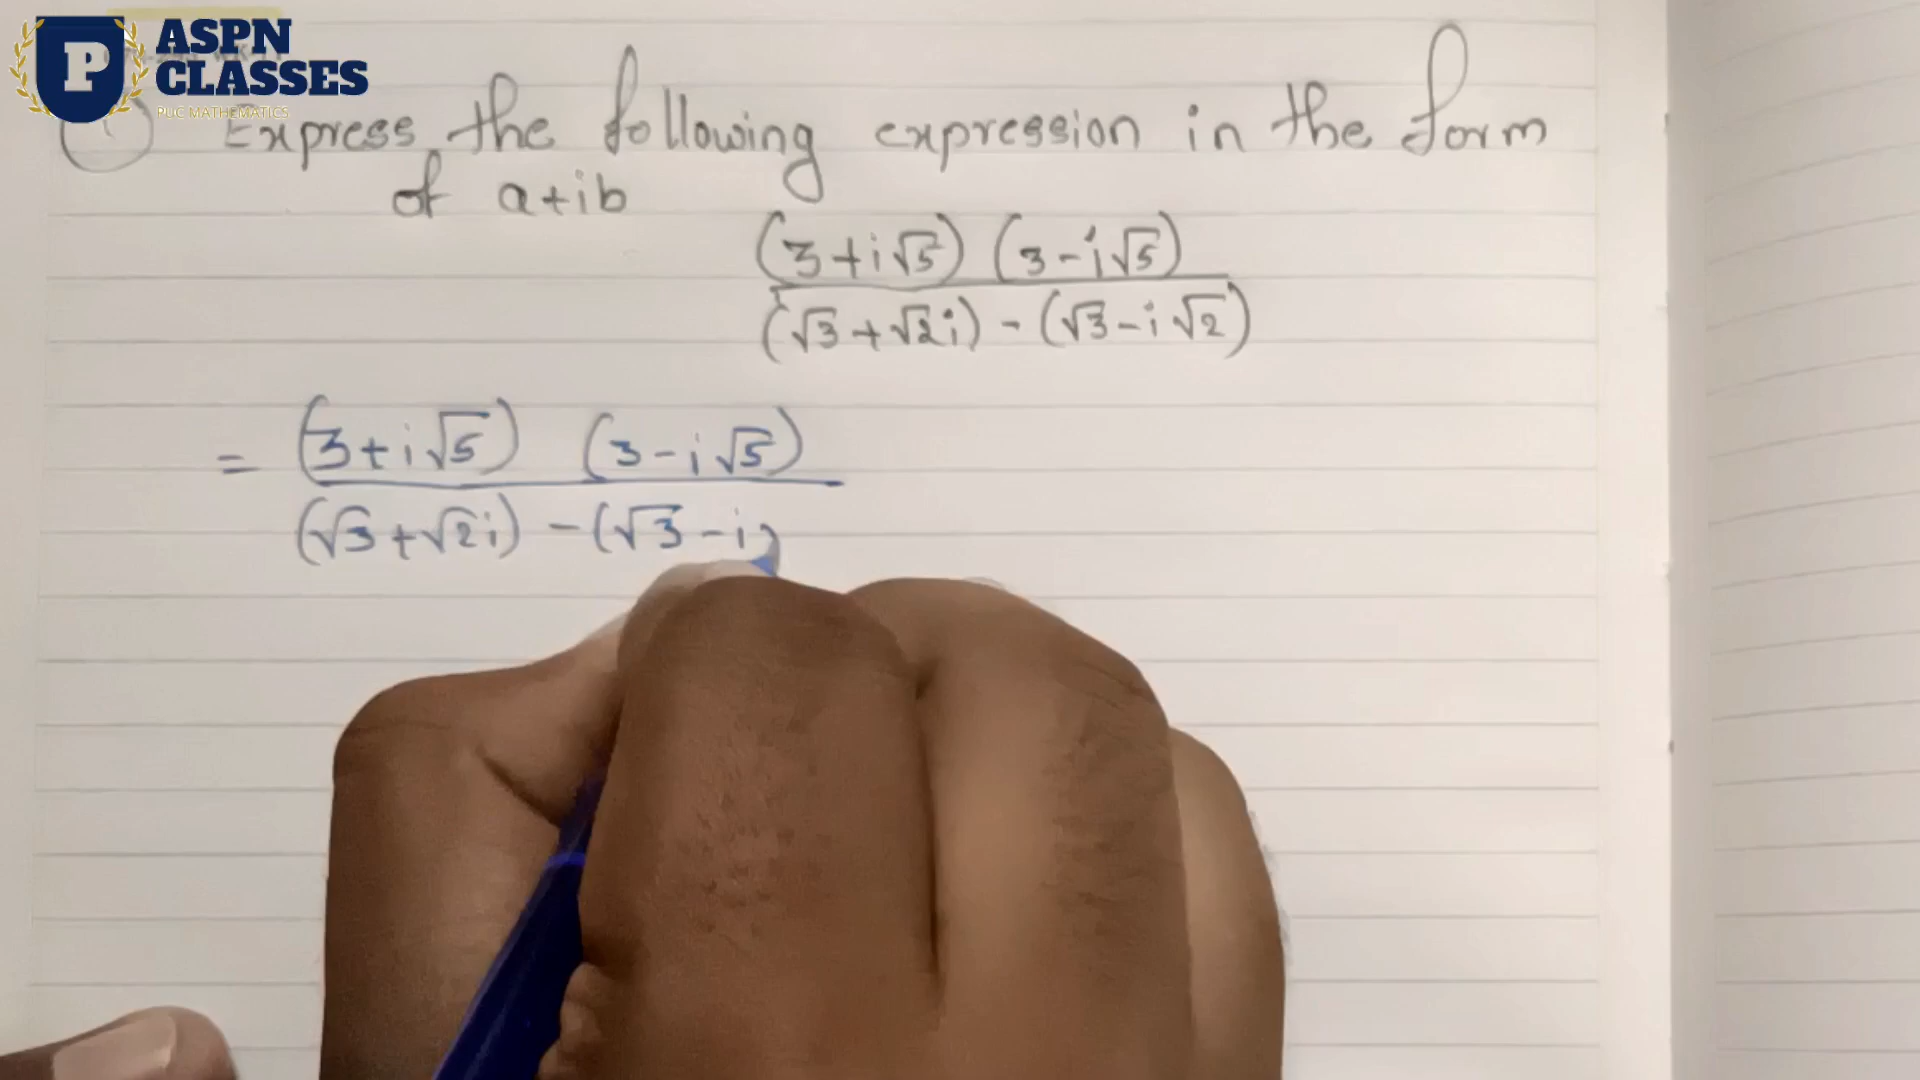 ASPN
CLASSES
PUC MATHEMATICS
Express the following expression in the form
of a+ib
(3+i√5) (3-i√5)
(√3+√2i) - (√3-i√2)
= (3+i√5) (3-i√5)
(√3+√2i) -(√3-i